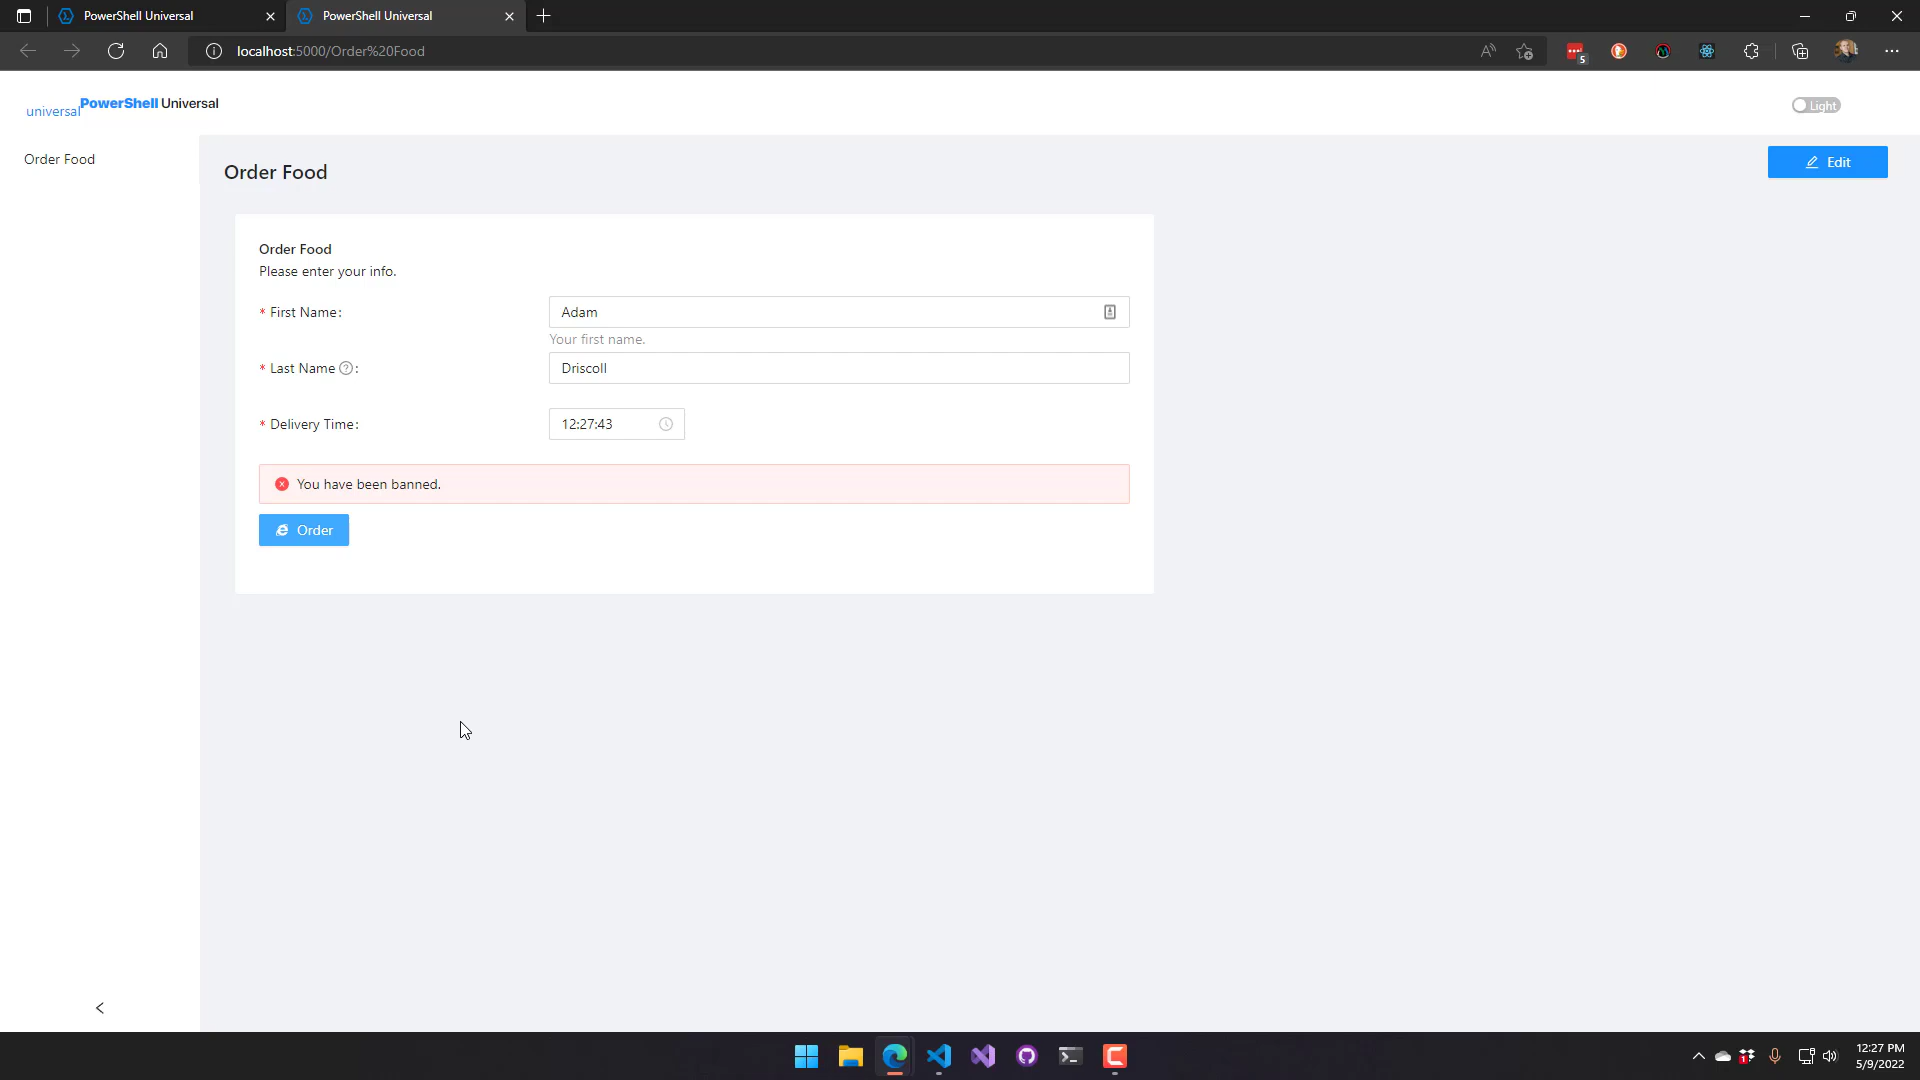 PowerShell Universal
PowerShell Universal
localhost:5000/Order%20Food
5
universal
PowerShell Universal
Light
Order Food
Order Food
Edit
Order Food
Please enter your info.
* First Name:
Adam
Your first name.
* Last Name ? :
Driscoll
* Delivery Time:
12:27:43
You have been banned.
Order
1
12:27 PM
5/9/2022